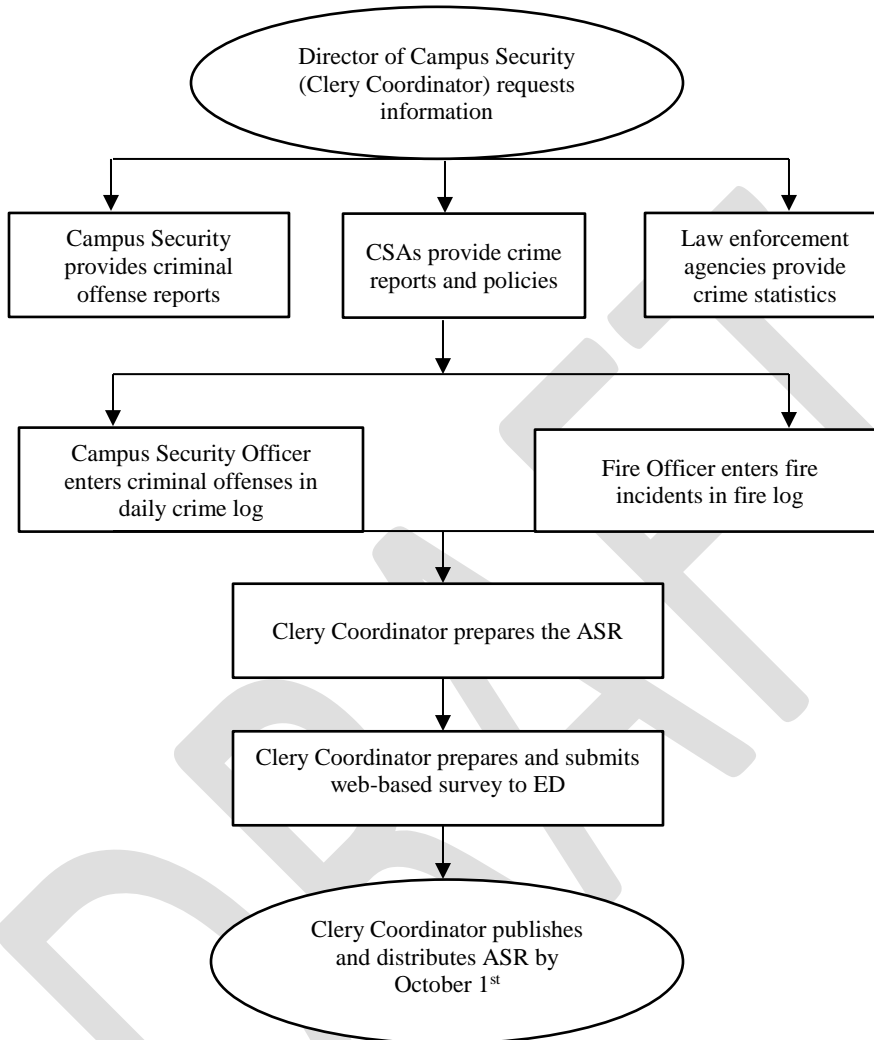 Director of Campus Security
(Clery Coordinator) requests
information
Campus Security
provides criminal
offense reports
CSAs provide crime
reports and policies
Law enforcement
agencies provide
crime statistics
Campus Security Officer
enters criminal offenses in
daily crime log
Fire Officer enters fire
incidents in fire log
Clery Coordinator prepares the ASR
Clery Coordinator prepares and submits
web-based survey to ED
Clery Coordinator publishes
and distributes ASR by
October 1st
DRAFT